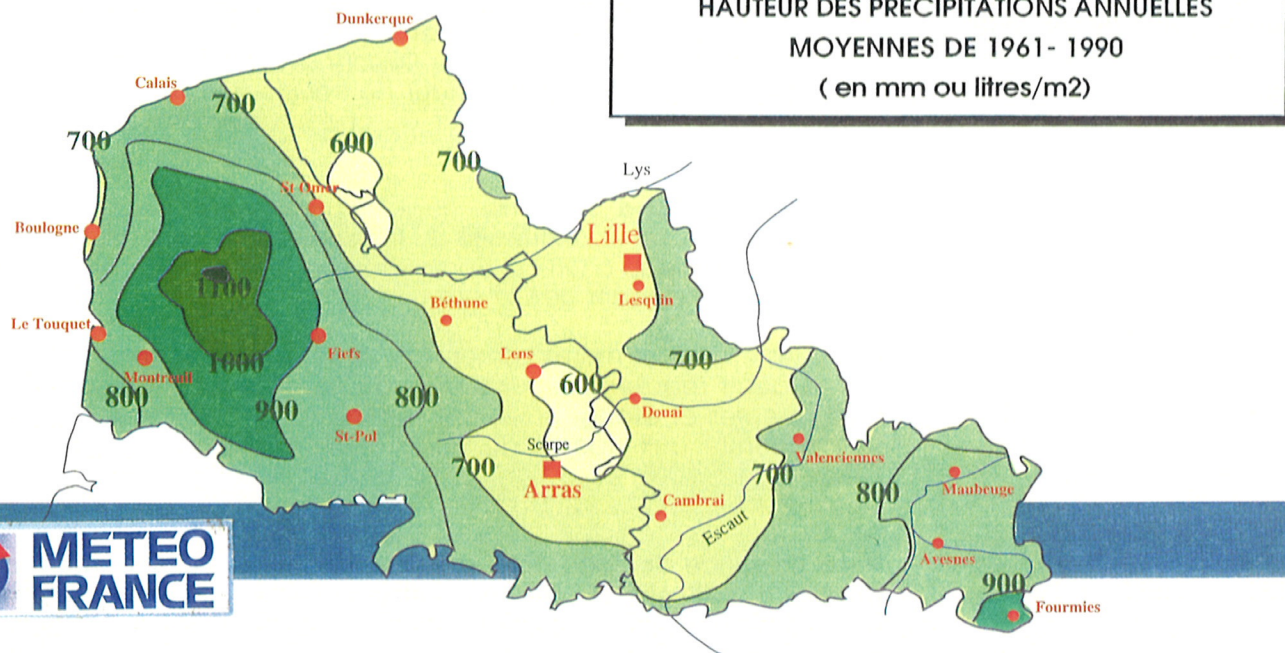 HAUTEUR DES PRECIPITATIONS ANNUELLES
MOYENNES DE 1961- 1990
( en mm ou litres/m2)
Dunkerque
Calais
700
700
600
700
Lys
St-Omer
Boulogne
Lille
1100
Lesquin
Béthune
Le Touquet
Fiefs
Lens
700
1000
Montreuil
600
800
800
900
Douai
St-Pol
Scarpe
Valenciennes
700
700
Arras
800
Maubeuge
Cambrai
Escaut
METEO
FRANCE
Avesnes
900
Fourmies